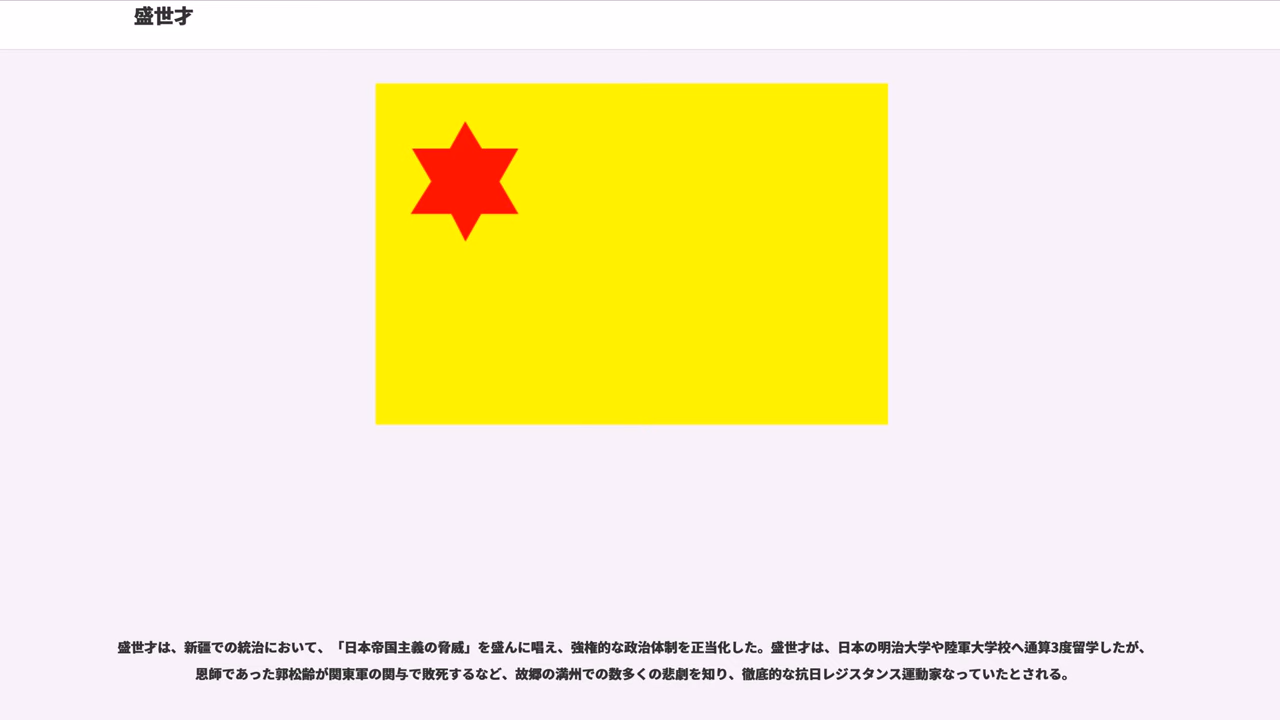 盛世才
盛世才は、新疆での統治において、「日本帝国主義の脅威」を盛んに唱え、強権的な政治体制を正当化した。盛世才は、日本の明治大学や陸軍大学校へ通算3度留学したが、
恩師であった郭松齢が関東軍の関与で敗死するなど、故郷の満州での数多くの悲劇を知り、徹底的な抗日レジスタンス運動家なっていたとされる。